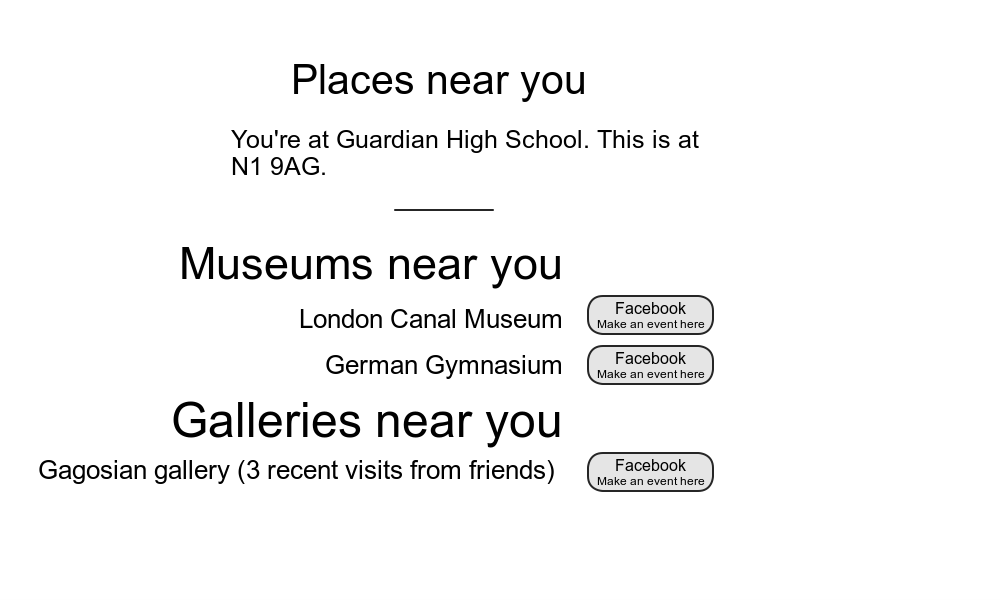 Places near you
You're at Guardian High School. This is at
N1 9AG.
Museums near you
London Canal Museum
Facebook
Make an event here
German Gymnasium
Facebook
Make an event here
Galleries near you
Gagosian gallery (3 recent visits from friends)
Facebook
Make an event here